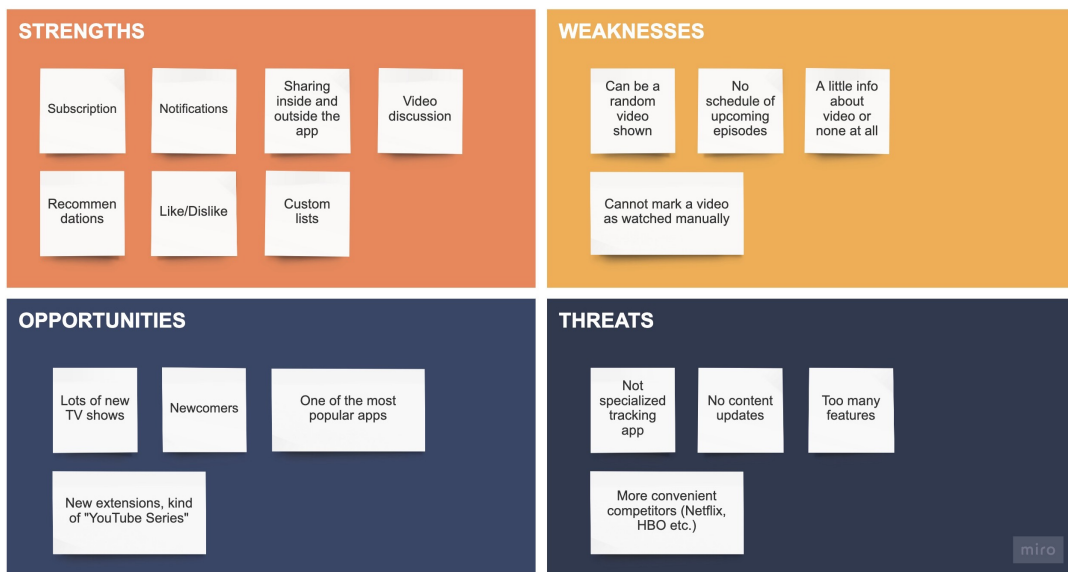 STRENGTHS
Subscription
Notifications
Sharing
inside and
outside the
app
Video
discussion
Recommen
dations
Like/Dislike
Custom
lists
WEAKNESSES
Can be a
random
video
shown
No
schedule of
upcoming
episodes
A little info
about
video or
none at all
Cannot mark a video
as watched manually
OPPORTUNITIES
Lots of new
TV shows
Newcomers
One of the most
popular apps
New extensions, kind
of "YouTube Series"
THREATS
Not
specialized
tracking
app
No content
updates
Too many
features
More convenient
competitors (Netflix,
HBO etc.)
miro